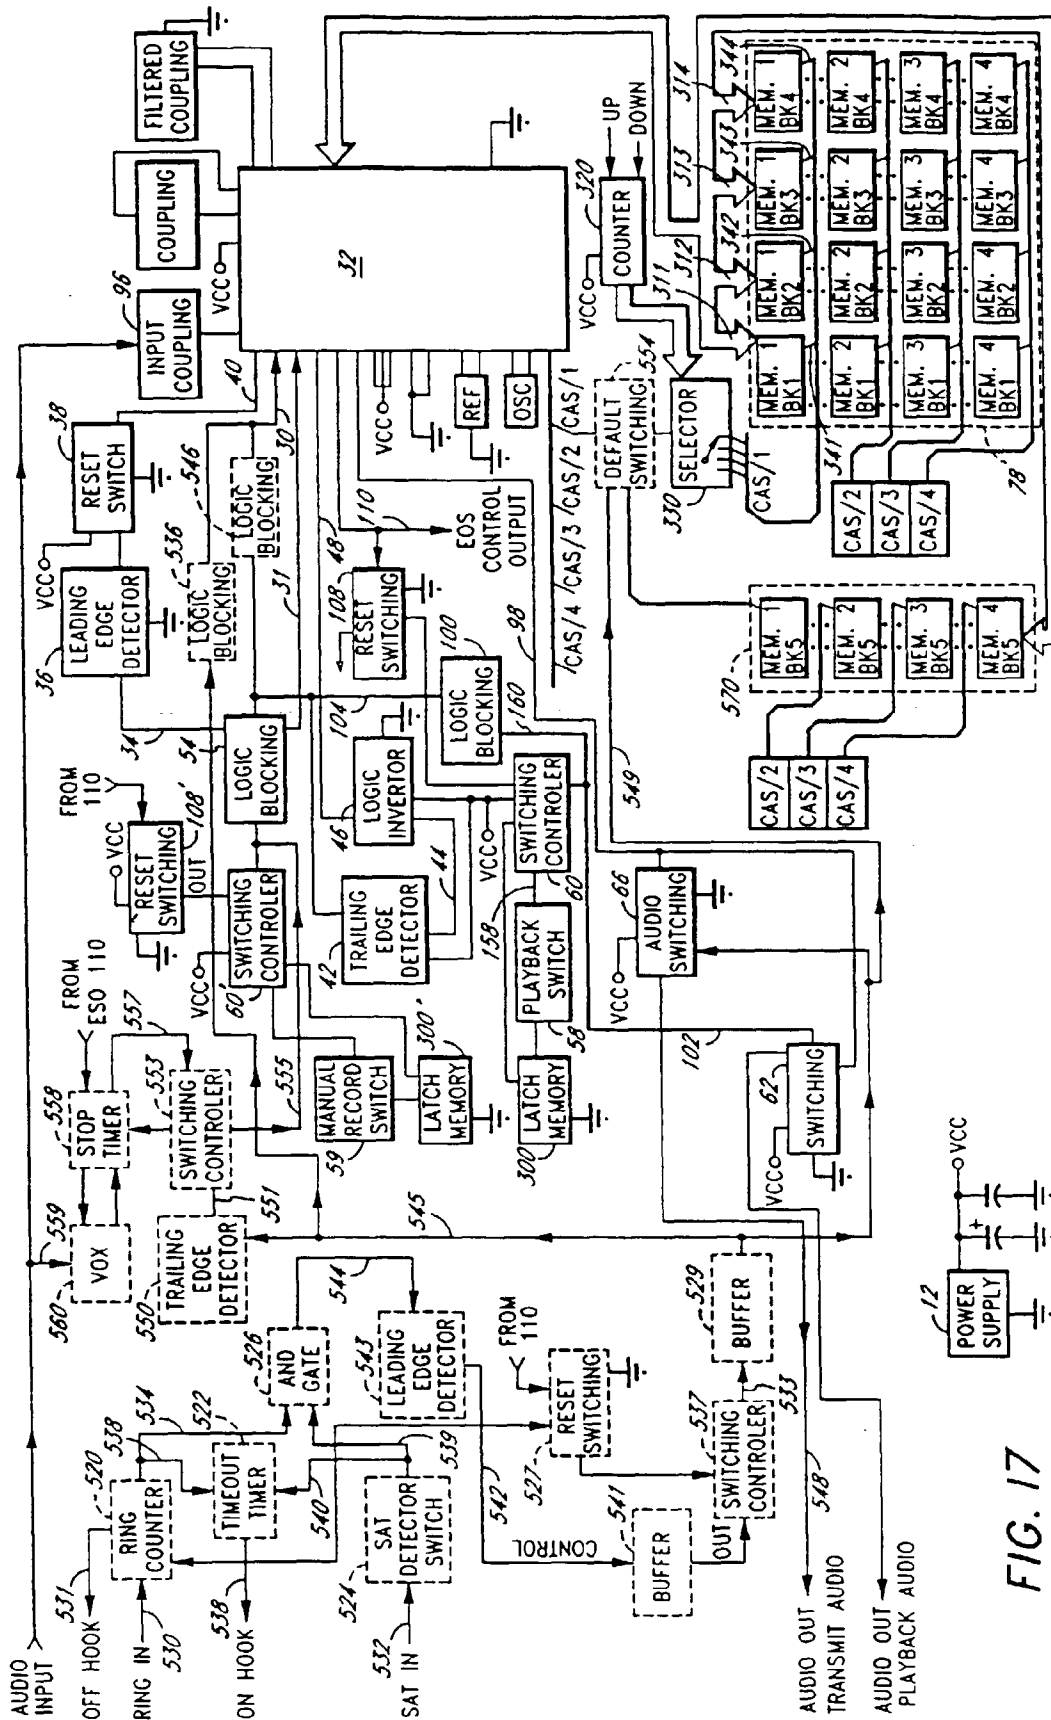 AUDIO
INPUT
OFF HOOK
531
RING IN
530
ON HOOK
538
SAT IN
532
520
RING
COUNTER
534
538
522
TIMEOUT
TIMER
540
524
SAT
DETECTOR
SWITCH
539
526
AND
GATE
544
543
LEADING
EDGE
DETECTOR
542
CONTROL
541
BUFFER
OUT
FROM
110
527
RESET
SWITCHING
537
SWITCHING
CONTROLER
533
529
BUFFER
545
548
AUDIO OUT
TRANSMIT AUDIO
AUDIO OUT
PLAYBACK AUDIO
559
560
VOX
558
STOP
TIMER
FROM
ESO 110
557
553
SWITCHING
CONTROLER
551
550
TRAILING
EDGE
DETECTOR
555
FROM
110
VCC
RESET
SWITCHING
108'
OUT
VCC
SWITCHING
CONTROLER
60'
MANUAL
RECORD
SWITCH
59
LATCH
MEMORY
300'
36
LEADING
EDGE
DETECTOR
VCC
38
RESET
SWITCH
40
34
54
LOGIC
BLOCKING
536
LOGIC
BLOCKING
546
LOGIC
BLOCKING
30
31
96
INPUT
COUPLING
COUPLING
FILTERED
COUPLING
VCC
32
48
110
EOS
CONTROL
OUTPUT
108
RESET
SWITCHING
104
100
LOGIC
BLOCKING
160
46
LOGIC
INVERTOR
42
TRAILING
EDGE
DETECTOR
44
VCC
SWITCHING
CONTROLER
60
158
PLAYBACK
SWITCH
58
LATCH
MEMORY
300
98
VCC
REF
OSC
/CAS/4 /CAS/3 /CAS/2 /CAS/1
66
AUDIO
SWITCHING
VCC
102
62
SWITCHING
VCC
549
DEFAULT
SWITCHING
554
VCC
COUNTER
320
UP
DOWN
SELECTOR
330
CAS/1
311
312
313
314
341
342
343
344
MEM. 1
BK1
MEM. 1
BK2
MEM. 1
BK3
MEM. 1
BK4
MEM. 2
BK1
MEM. 2
BK2
MEM. 2
BK3
MEM. 2
BK4
MEM. 3
BK1
MEM. 3
BK2
MEM. 3
BK3
MEM. 3
BK4
MEM. 4
BK1
MEM. 4
BK2
MEM. 4
BK3
MEM. 4
BK4
78
CAS/2
CAS/3
CAS/4
570
MEM. 1
BK5
MEM. 2
BK5
MEM. 3
BK5
MEM. 4
BK5
CAS/2
CAS/3
CAS/4
12
POWER
SUPPLY
+
VCC
FIG. 17